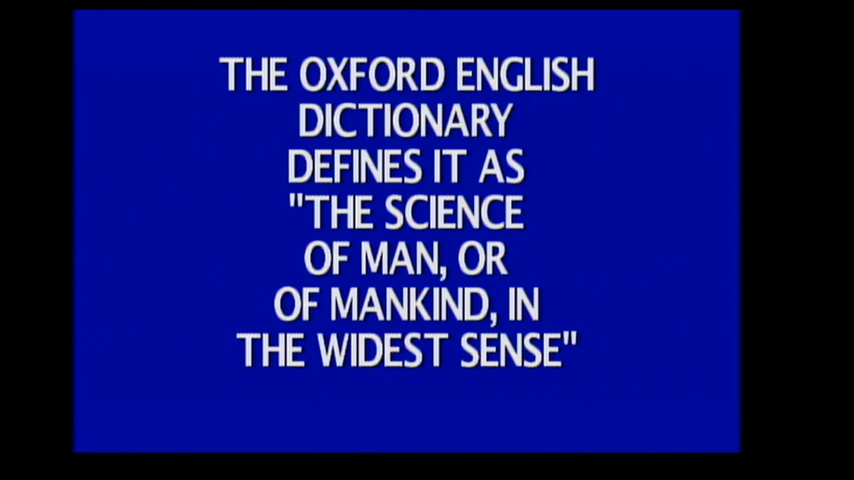 THE OXFORD ENGLISH
DICTIONARY
DEFINES IT AS
"THE SCIENCE
OF MAN, OR
OF MANKIND, IN
THE WIDEST SENSE"